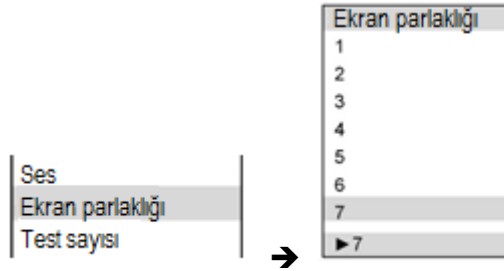 Ses
Ekran parlaklığı
Test sayısı
➔
Ekran parlaklığı
1
2
3
4
5
6
7
►7